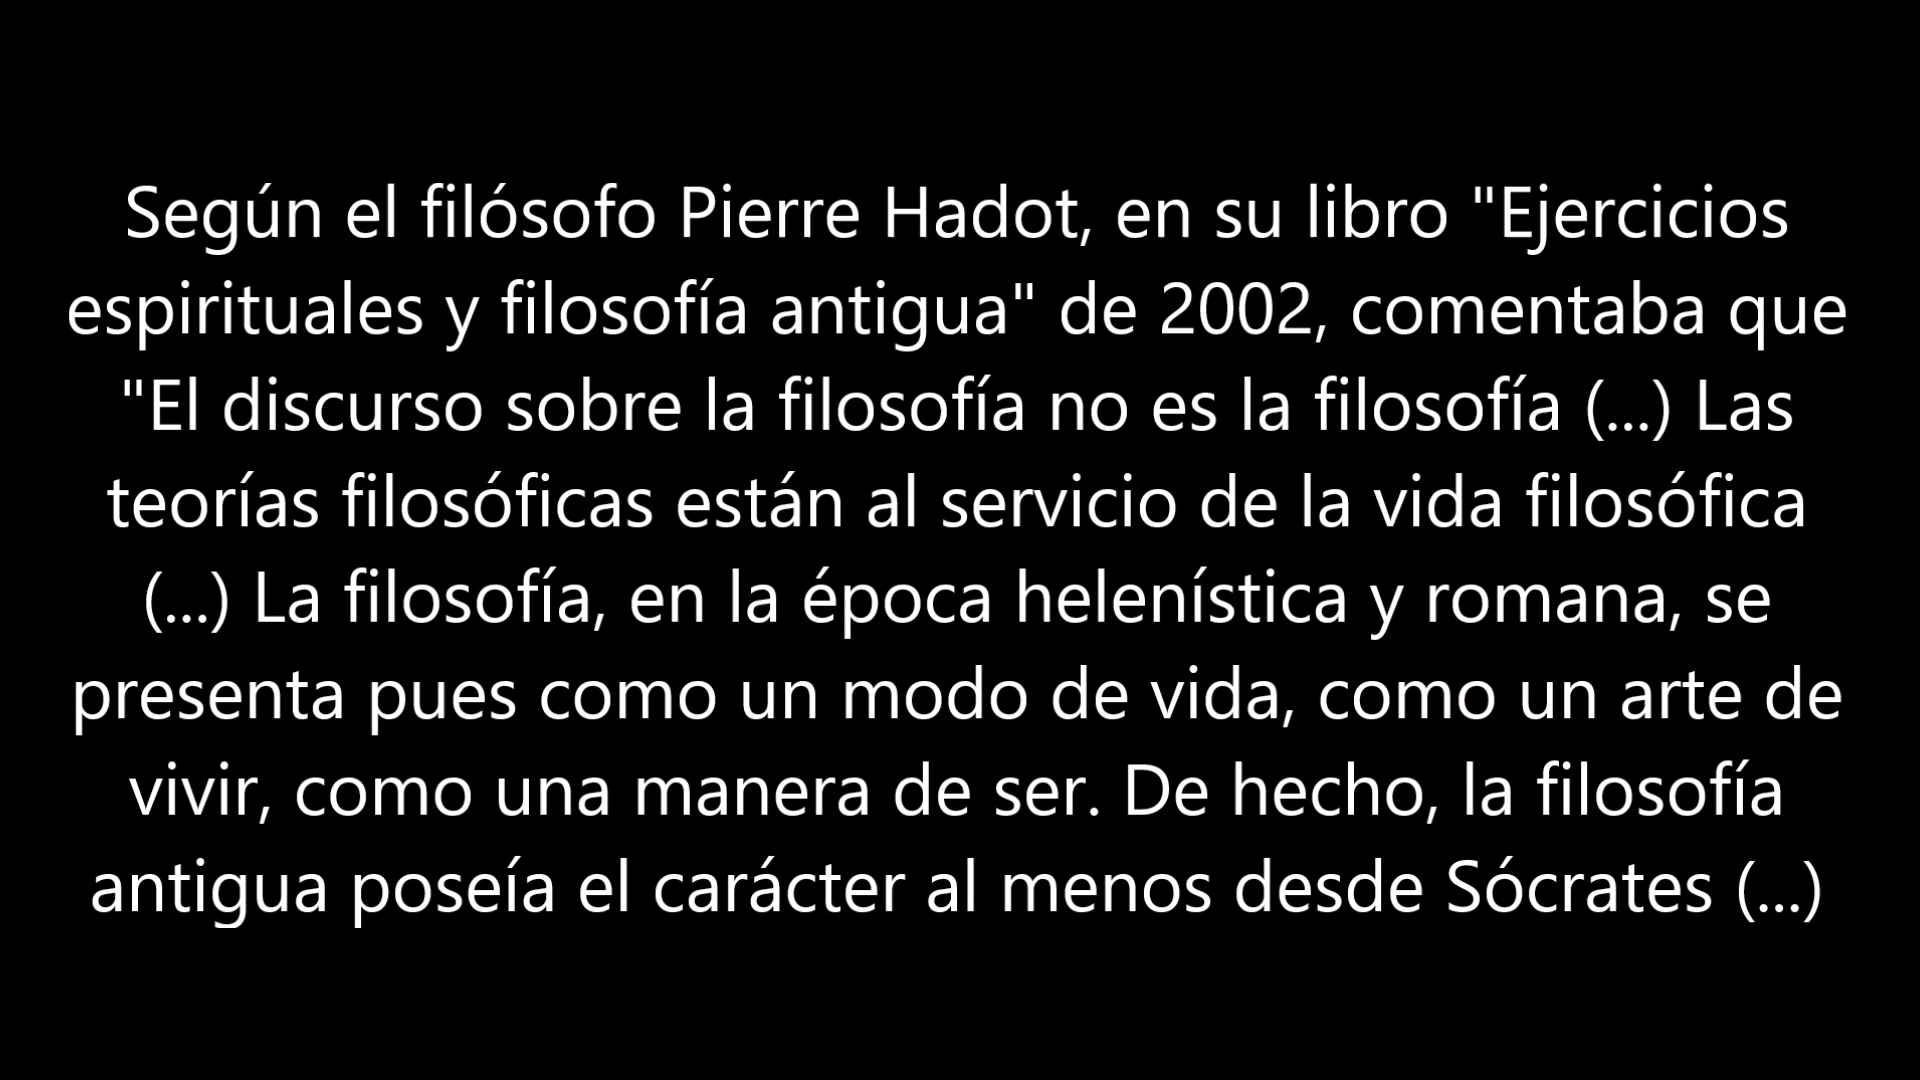 Según el filósofo Pierre Hadot, en su libro "Ejercicios
espirituales y filosofía antigua" de 2002, comentaba que
"El discurso sobre la filosofía no es la filosofía (...) Las
teorías filosóficas están al servicio de la vida filosófica
(...) La filosofía, en la época helenística y romana, se
presenta pues como un modo de vida, como un arte de
vivir, como una manera de ser. De hecho, la filosofía
antigua poseía el carácter al menos desde Sócrates (...)